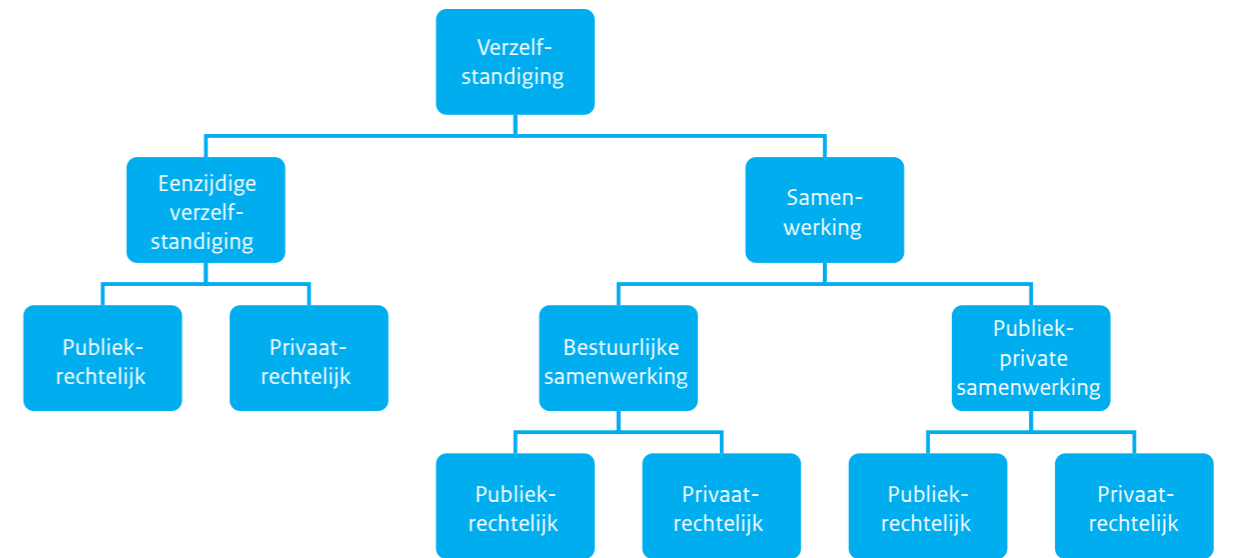 Verzelf-
standiging
Eenzijdige
verzelf-
standiging
Samen-
werking
Publiek-
rechtelijk
Privaat-
rechtelijk
Bestuurlijke
samenwerking
Publiek-
private
samenwerking
Publiek-
rechtelijk
Privaat-
rechtelijk
Publiek-
rechtelijk
Privaat-
rechtelijk